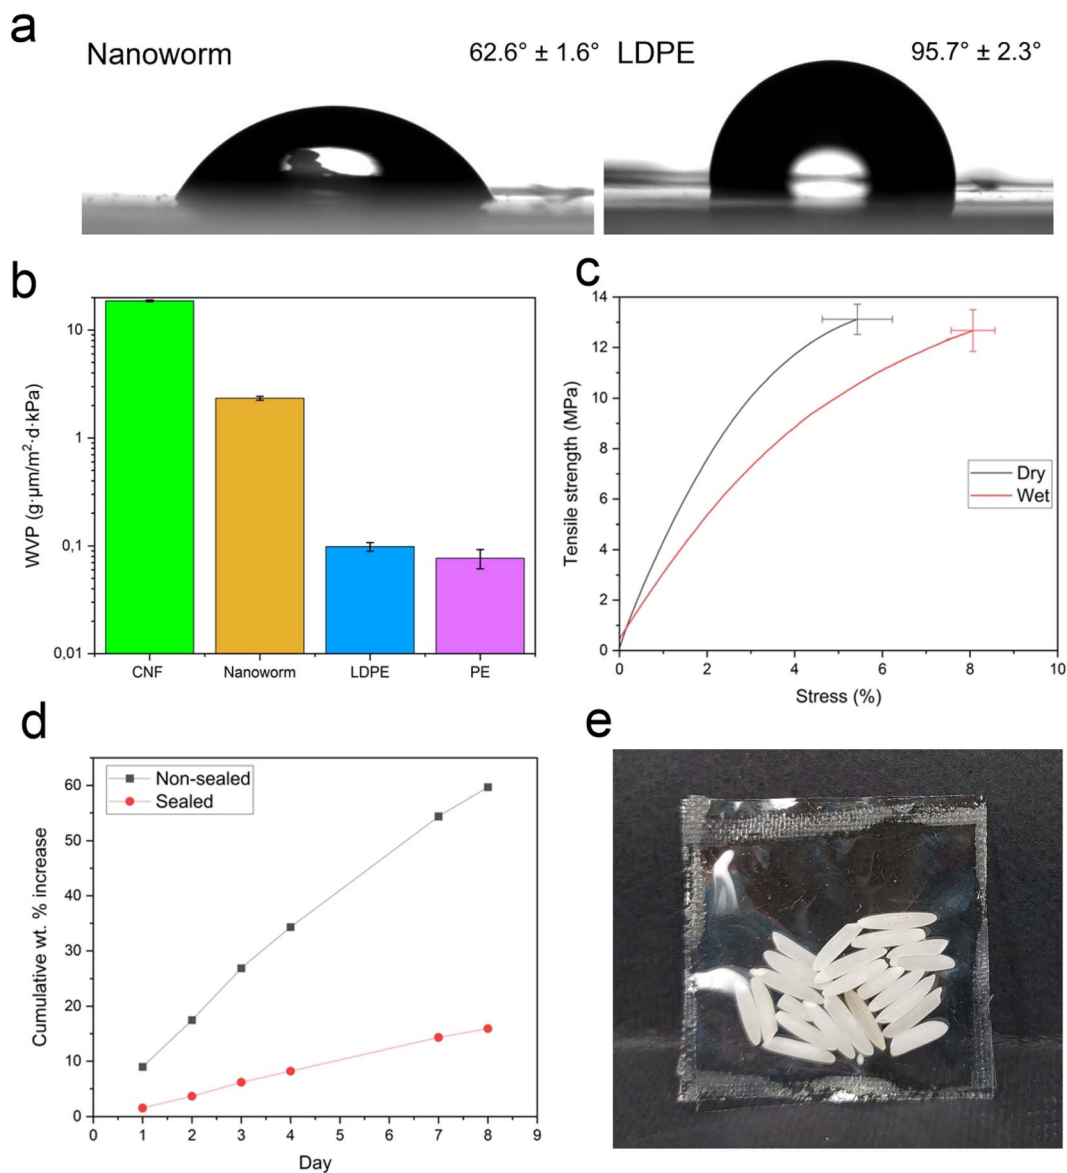 a
Nanoworm
62.6° ± 1.6°
LDPE
95.7° ± 2.3°
b
10
1
0,1
0,01
WVP (g·µm/m²·d·kPa)
CNF
Nanoworm
LDPE
PE
c
14
12
10
8
6
4
2
0
Tensile strength (MPa)
Dry
Wet
0
2
4
6
8
10
Stress (%)
d
60
50
40
30
20
10
0
Cumulative wt. % increase
Non-sealed
Sealed
0
1
2
3
4
5
6
7
8
9
Day
e